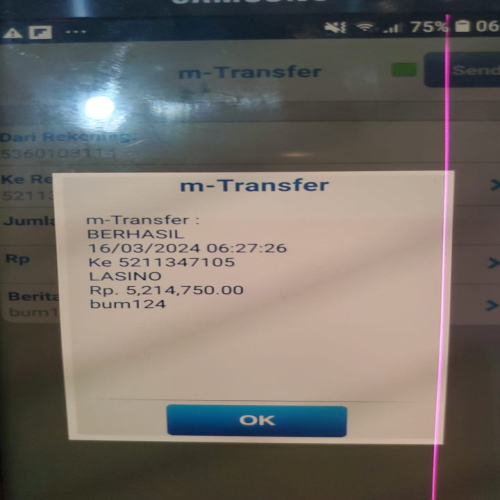 SAMSUNG
75% 06
m-Transfer
Send
Dari Rekening:
Ke Re
5211
Jumla
Rp
Berita
bum1
m-Transfer
m-Transfer :
BERHASIL
16/03/2024 06:27:26
Ke 5211347105
LASINO
Rp. 5,214,750.00
bum124
OK